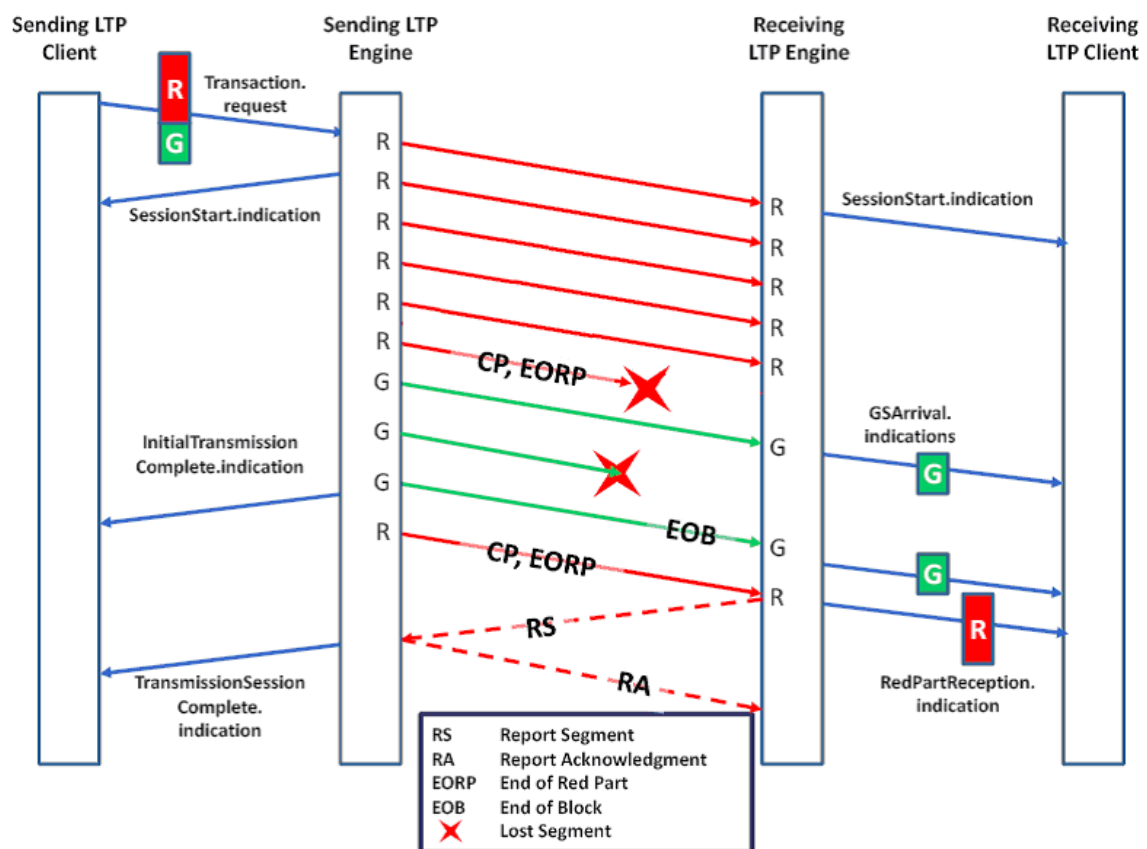 Sending LTP
Client
Sending LTP
Engine
Receiving
LTP Engine
Receiving
LTP Client
R
G
Transaction.
request
R
R
SessionStart.indication
R
SessionStart.indication
R
R
R
R
R
R
R
R
CP, EORP
G
GSArrival.
indications
InitialTransmission
Complete.indication
G
G
G
G
EOB
G
R
CP, EORP
G
R
RS
R
RA
TransmissionSession
Complete.
indication
RedPartReception.
indication
RS Report Segment
RA Report Acknowledgment
EORP End of Red Part
EOB End of Block
Lost Segment